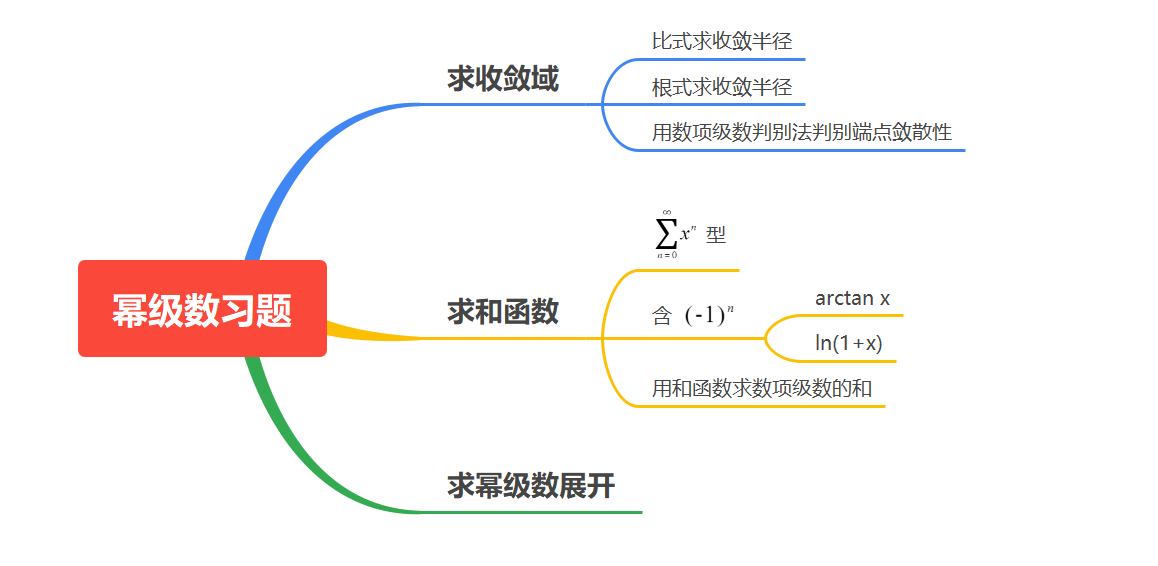 比式求收敛半径
求收敛域
根式求收敛半径
用数项级数判别法判别端点敛散性
∞
∑ xⁿ 型
n=0
幂级数习题
求和函数
含 (-1)ⁿ
arctan x
ln(1+x)
用和函数求数项级数的和
求幂级数展开